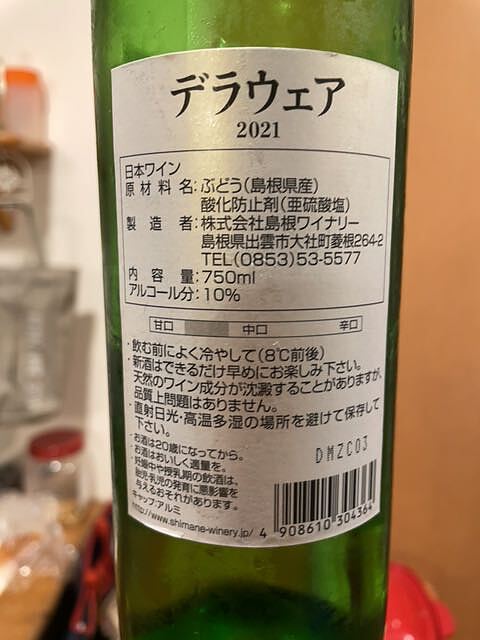 デラウェア
2021
日本ワイン
原材料名:ぶどう(島根県産)
酸化防止剤(亜硫酸塩)
製造者:株式会社島根ワイナリー
島根県出雲市大社町菱根264-2
TEL(0853)53-5577
内容量:750ml
アルコール分:10%
甘口 中口 辛口
・飲む前によく冷やして(8℃前後)
・新酒はできるだけ早めにお楽しみ下さい。
天然のワイン成分が沈澱することがありますが、
品質上問題はありません。
・直射日光・高温多湿の場所を避けて保存して
下さい。
・お酒は20歳になってから。
・お酒はおいしく適量を。
・妊娠中や授乳期の飲酒は、
胎児・乳児の発育に悪影響を
与えるおそれがあります。
キャップ:アルミ
http://www.shimane-winery.jp/
DMZC03
4 908610 304364